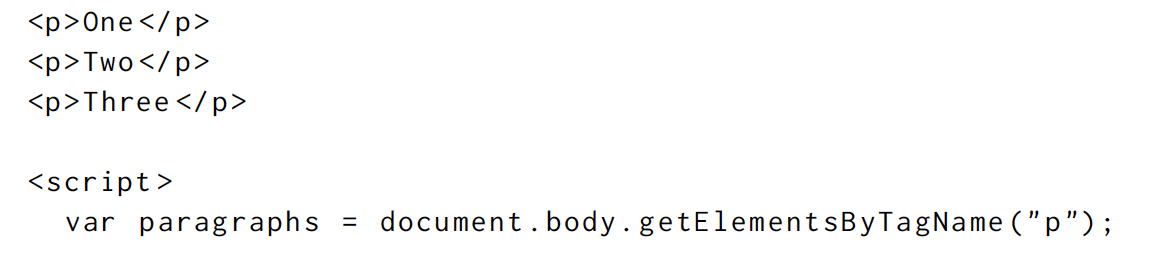 <p>One</p>
<p>Two</p>
<p>Three</p>
<script>
var paragraphs = document.body.getElementsByTagName("p");